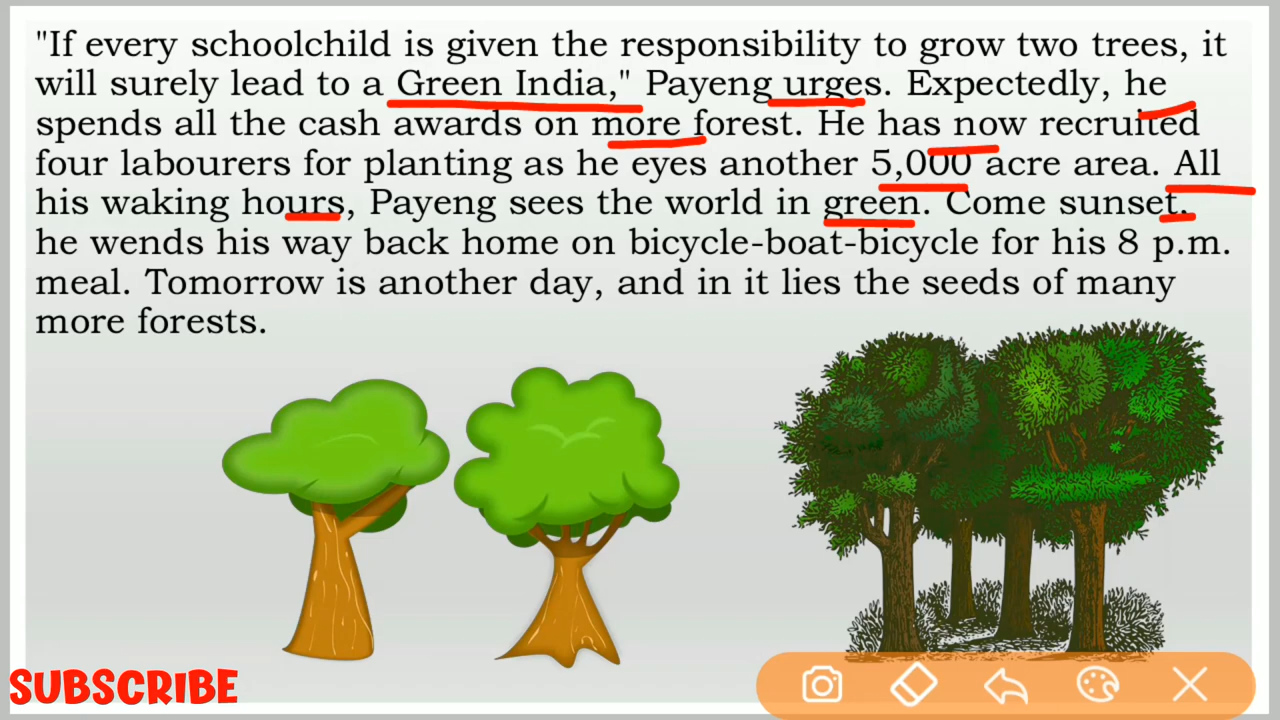 "If every schoolchild is given the responsibility to grow two trees, it
will surely lead to a Green India," Payeng urges. Expectedly, he
spends all the cash awards on more forest. He has now recruited
four labourers for planting as he eyes another 5,000 acre area. All
his waking hours, Payeng sees the world in green. Come sunset.
he wends his way back home on bicycle-boat-bicycle for his 8 p.m.
meal. Tomorrow is another day, and in it lies the seeds of many
more forests.
SUBSCRIBE